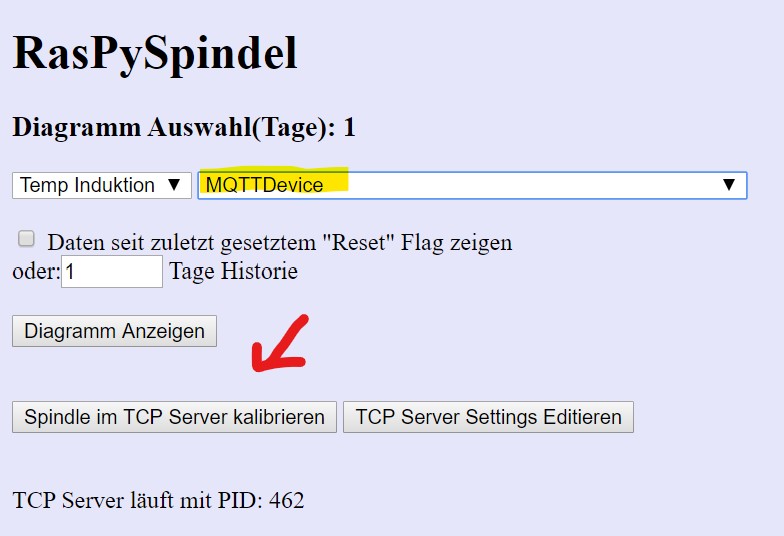 RasPySpindel
Diagramm Auswahl(Tage): 1
Temp Induktion MQTTDevice
Daten seit zuletzt gesetztem "Reset" Flag zeigen
oder: 1 Tage Historie
Diagramm Anzeigen
Spindle im TCP Server kalibrieren TCP Server Settings Editieren
TCP Server läuft mit PID: 462